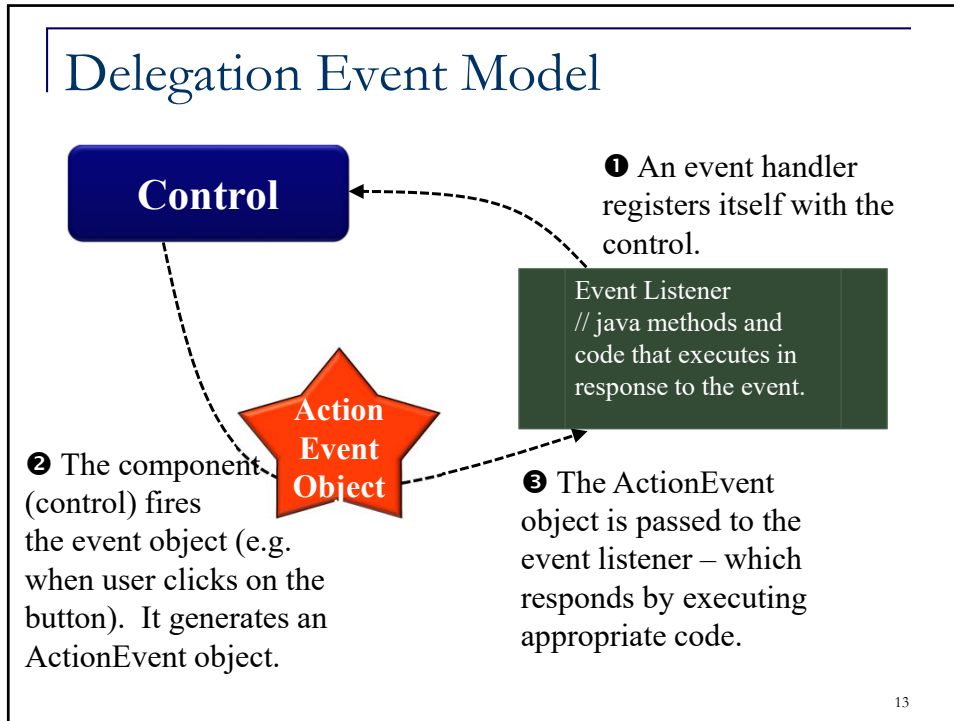 Delegation Event Model
Control
❶ An event handler
registers itself with the
control.
Event Listener
// java methods and
code that executes in
response to the event.
Action
Event
Object
❷ The component
(control) fires
the event object (e.g.
when user clicks on the
button). It generates an
ActionEvent object.
❸ The ActionEvent
object is passed to the
event listener – which
responds by executing
appropriate code.
13